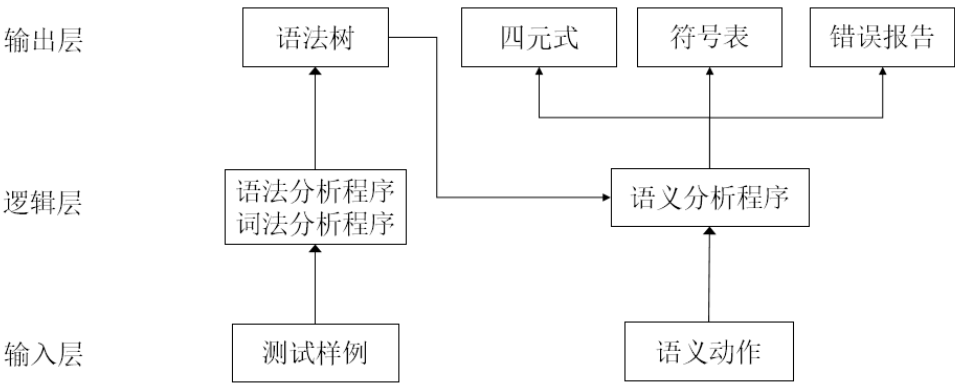 输出层
语法树
四元式
符号表
错误报告
逻辑层
语法分析程序
词法分析程序
语义分析程序
输入层
测试样例
语义动作